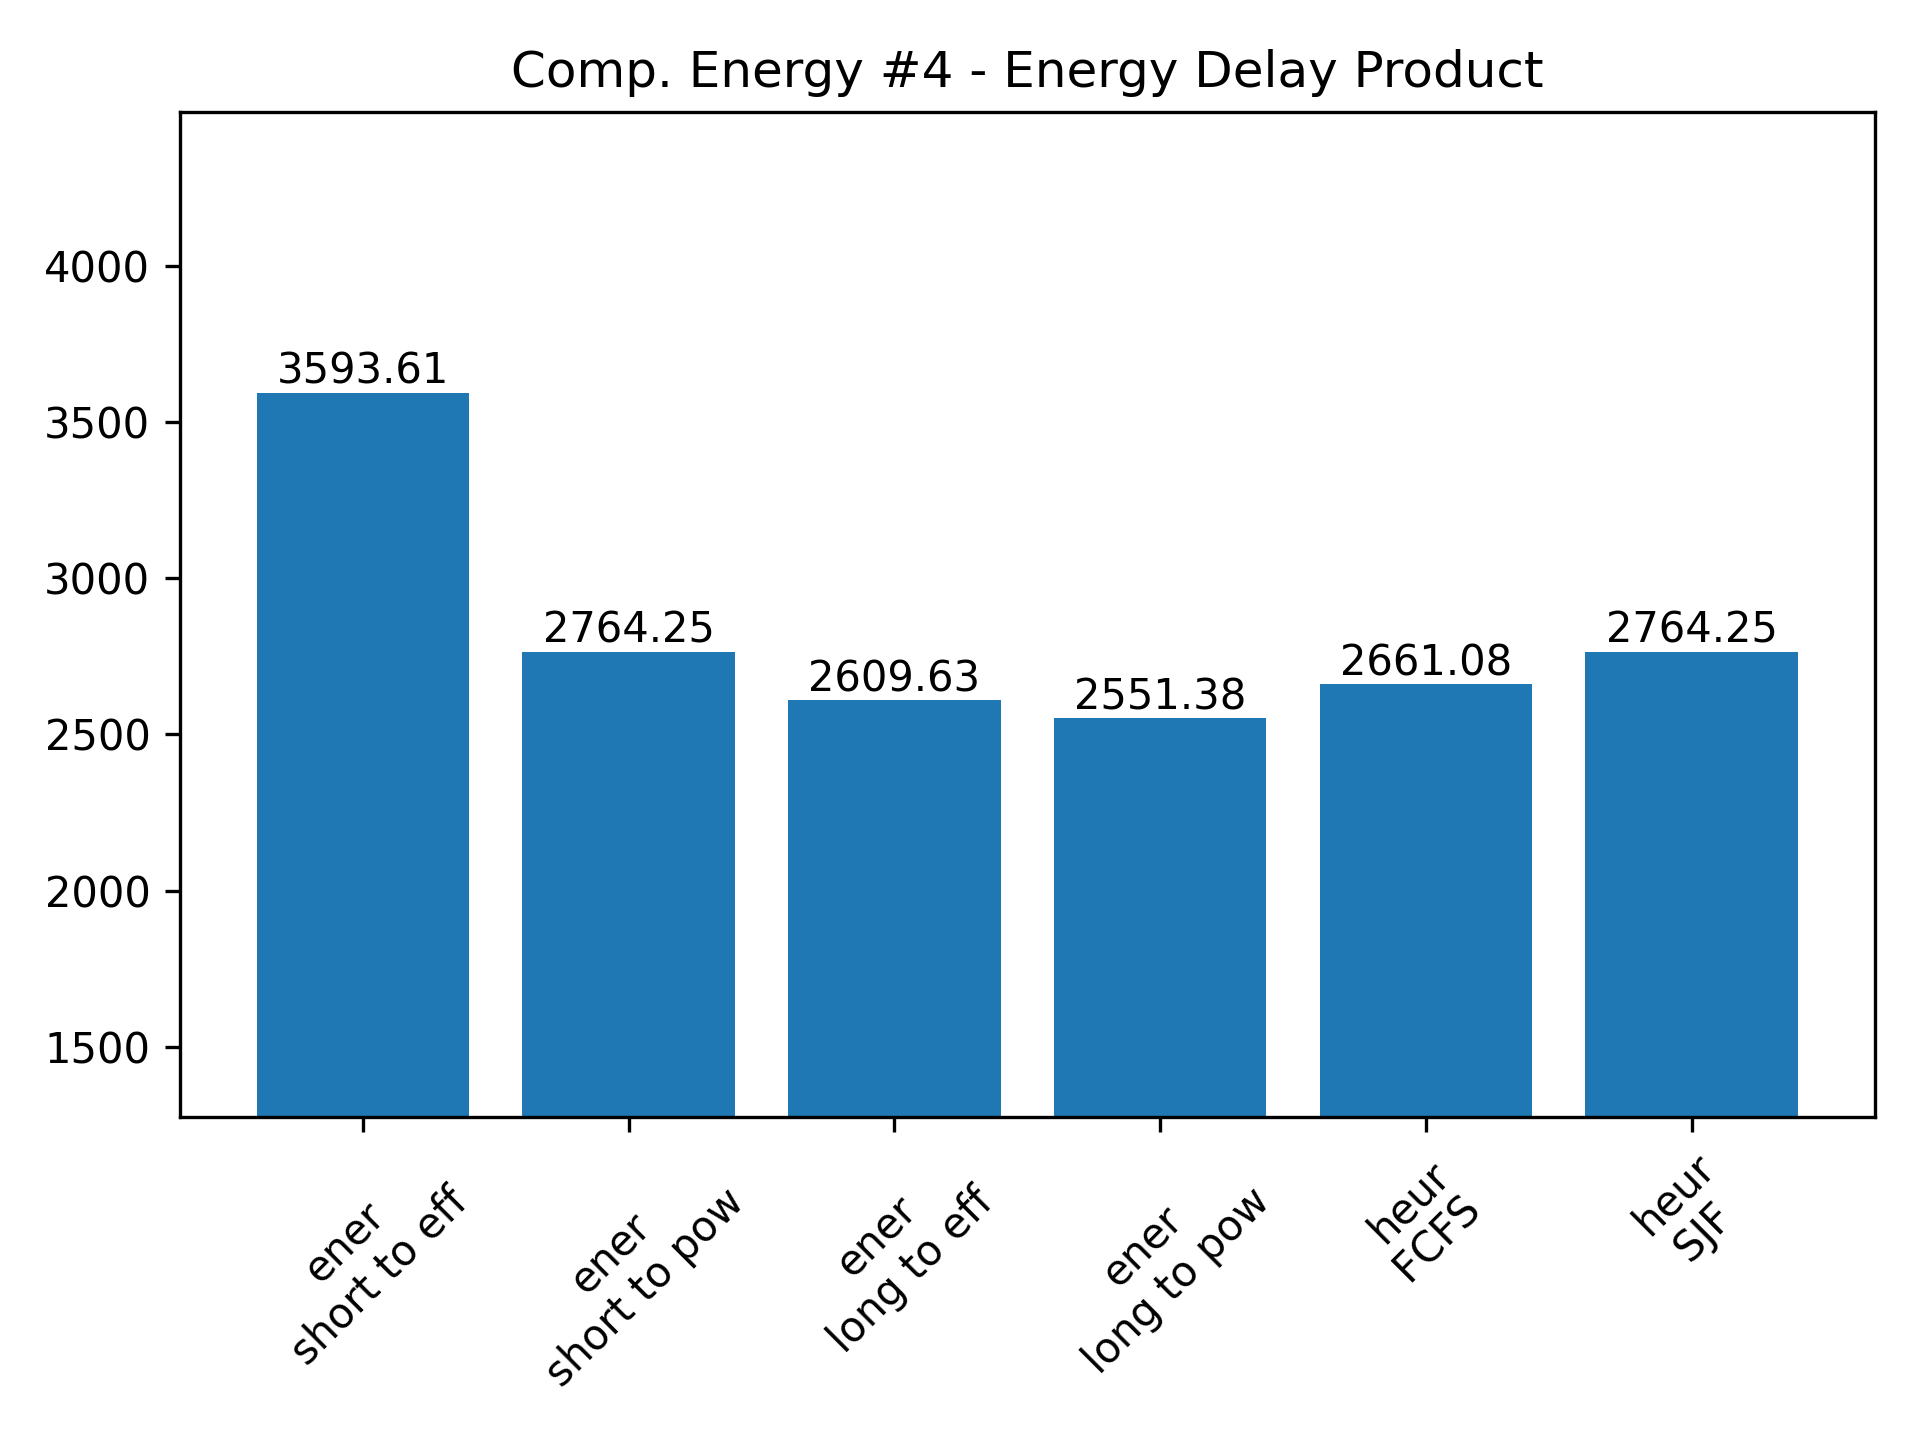 Comp. Energy #4 - Energy Delay Product
4000
3500
3000
2500
2000
1500
3593.61
2764.25
2609.63
2551.38
2661.08
2764.25
ener
short to eff
ener
short to pow
ener
long to eff
ener
long to pow
heur
FCFS
heur
SJF